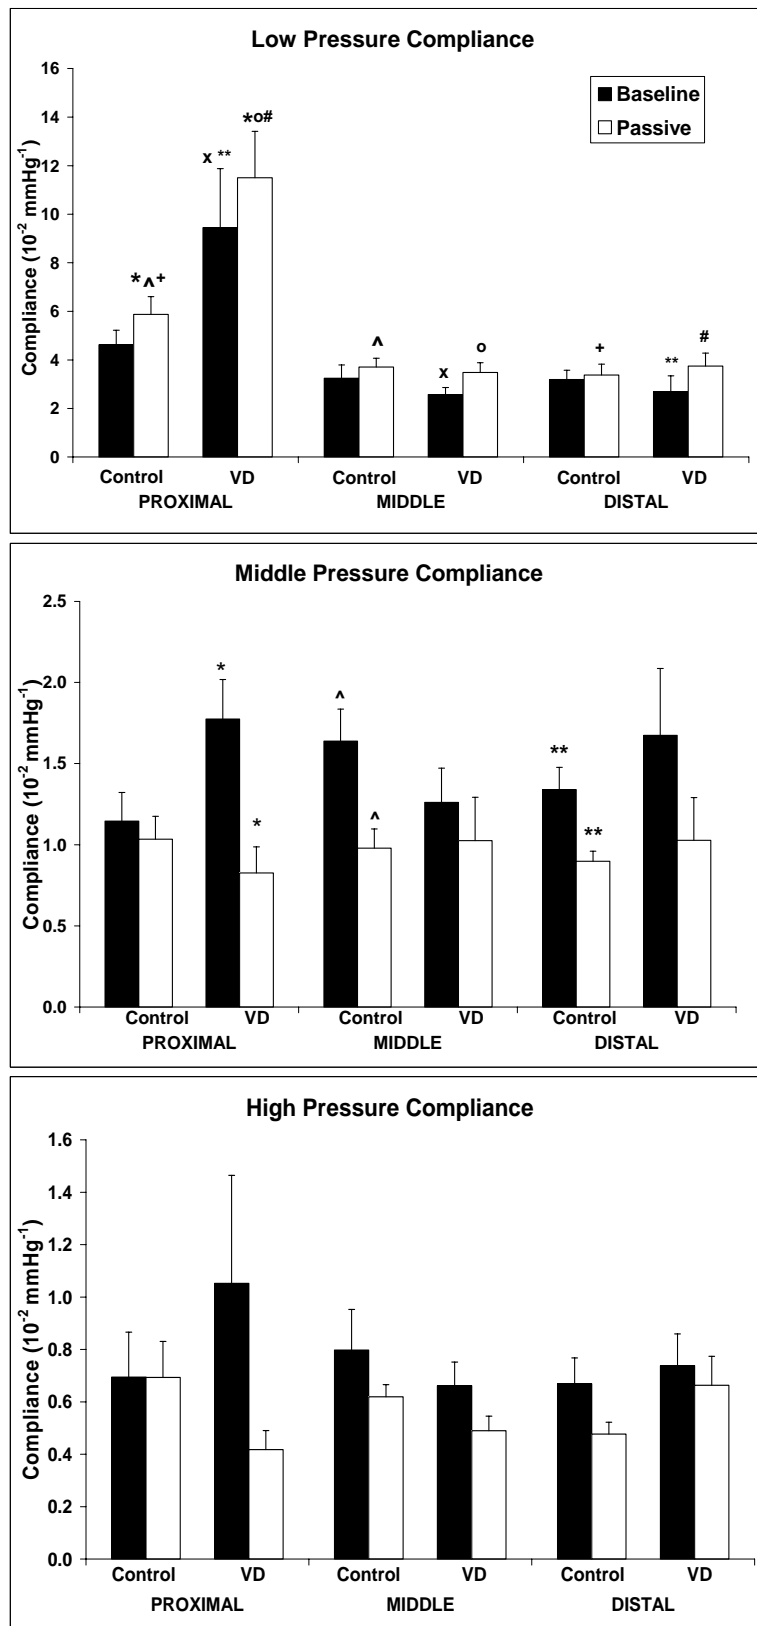 Low Pressure Compliance
Compliance (10⁻² mmHg⁻¹)
16
14
12
10
8
6
4
2
0
Baseline
Passive
*^+
x **
*o#
^
x
o
+
**
#
Control VD Control VD Control VD
PROXIMAL MIDDLE DISTAL
Middle Pressure Compliance
Compliance (10⁻² mmHg⁻¹)
2.5
2.0
1.5
1.0
0.5
0.0
*
*
^
^
**
**
Control VD Control VD Control VD
PROXIMAL MIDDLE DISTAL
High Pressure Compliance
Compliance (10⁻² mmHg⁻¹)
1.6
1.4
1.2
1.0
0.8
0.6
0.4
0.2
0.0
Control VD Control VD Control VD
PROXIMAL MIDDLE DISTAL